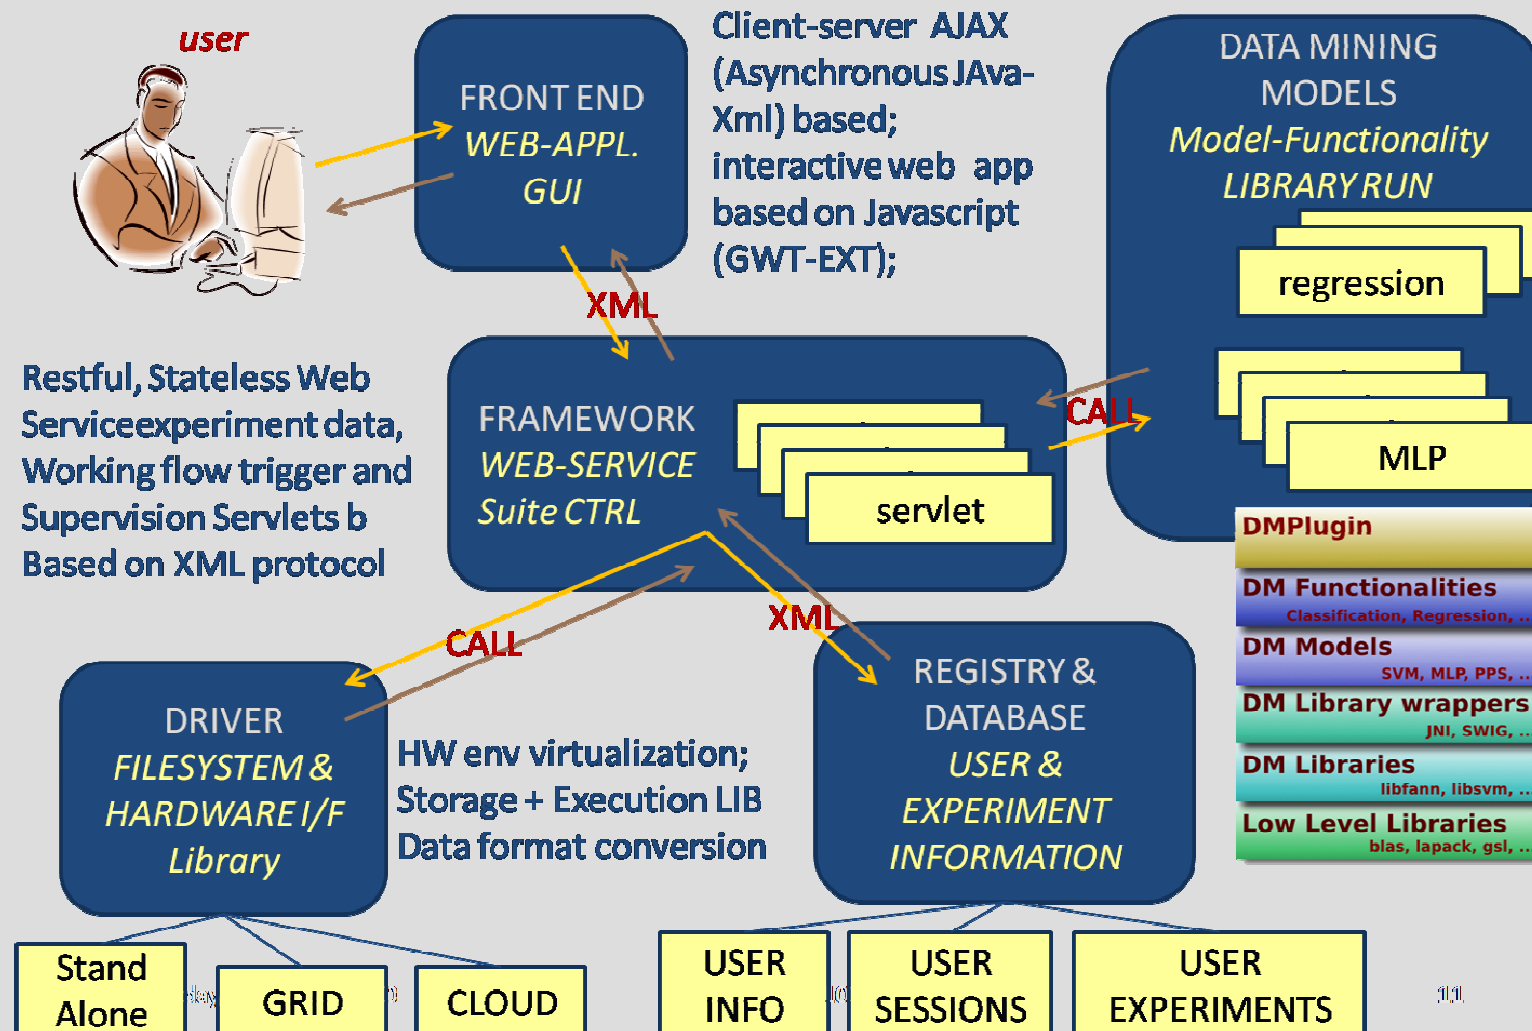 user
FRONT END
WEB-APPL.
GUI
Client-server AJAX
(Asynchronous JAva-
Xml) based;
interactive web app
based on Javascript
(GWT-EXT);
DATA MINING
MODELS
Model-Functionality
LIBRARY RUN
regression
MLP
XML
Restful, Stateless Web
Serviceexperiment data,
Working flow trigger and
Supervision Servlets b
Based on XML protocol
FRAMEWORK
WEB-SERVICE
Suite CTRL
servlet
CALL
DMPlugin
DM Functionalities
Classification, Regression, ...
DM Models
SVM, MLP, PPS, ...
DM Library wrappers
JNI, SWIG, ...
DM Libraries
libfann, libsvm, ...
Low Level Libraries
blas, lapack, gsl, ...
CALL
XML
DRIVER
FILESYSTEM &
HARDWARE I/F
Library
HW env virtualization;
Storage + Execution LIB
Data format conversion
REGISTRY &
DATABASE
USER &
EXPERIMENT
INFORMATION
Stand
Alone
GRID
CLOUD
USER
INFO
USER
SESSIONS
USER
EXPERIMENTS
11